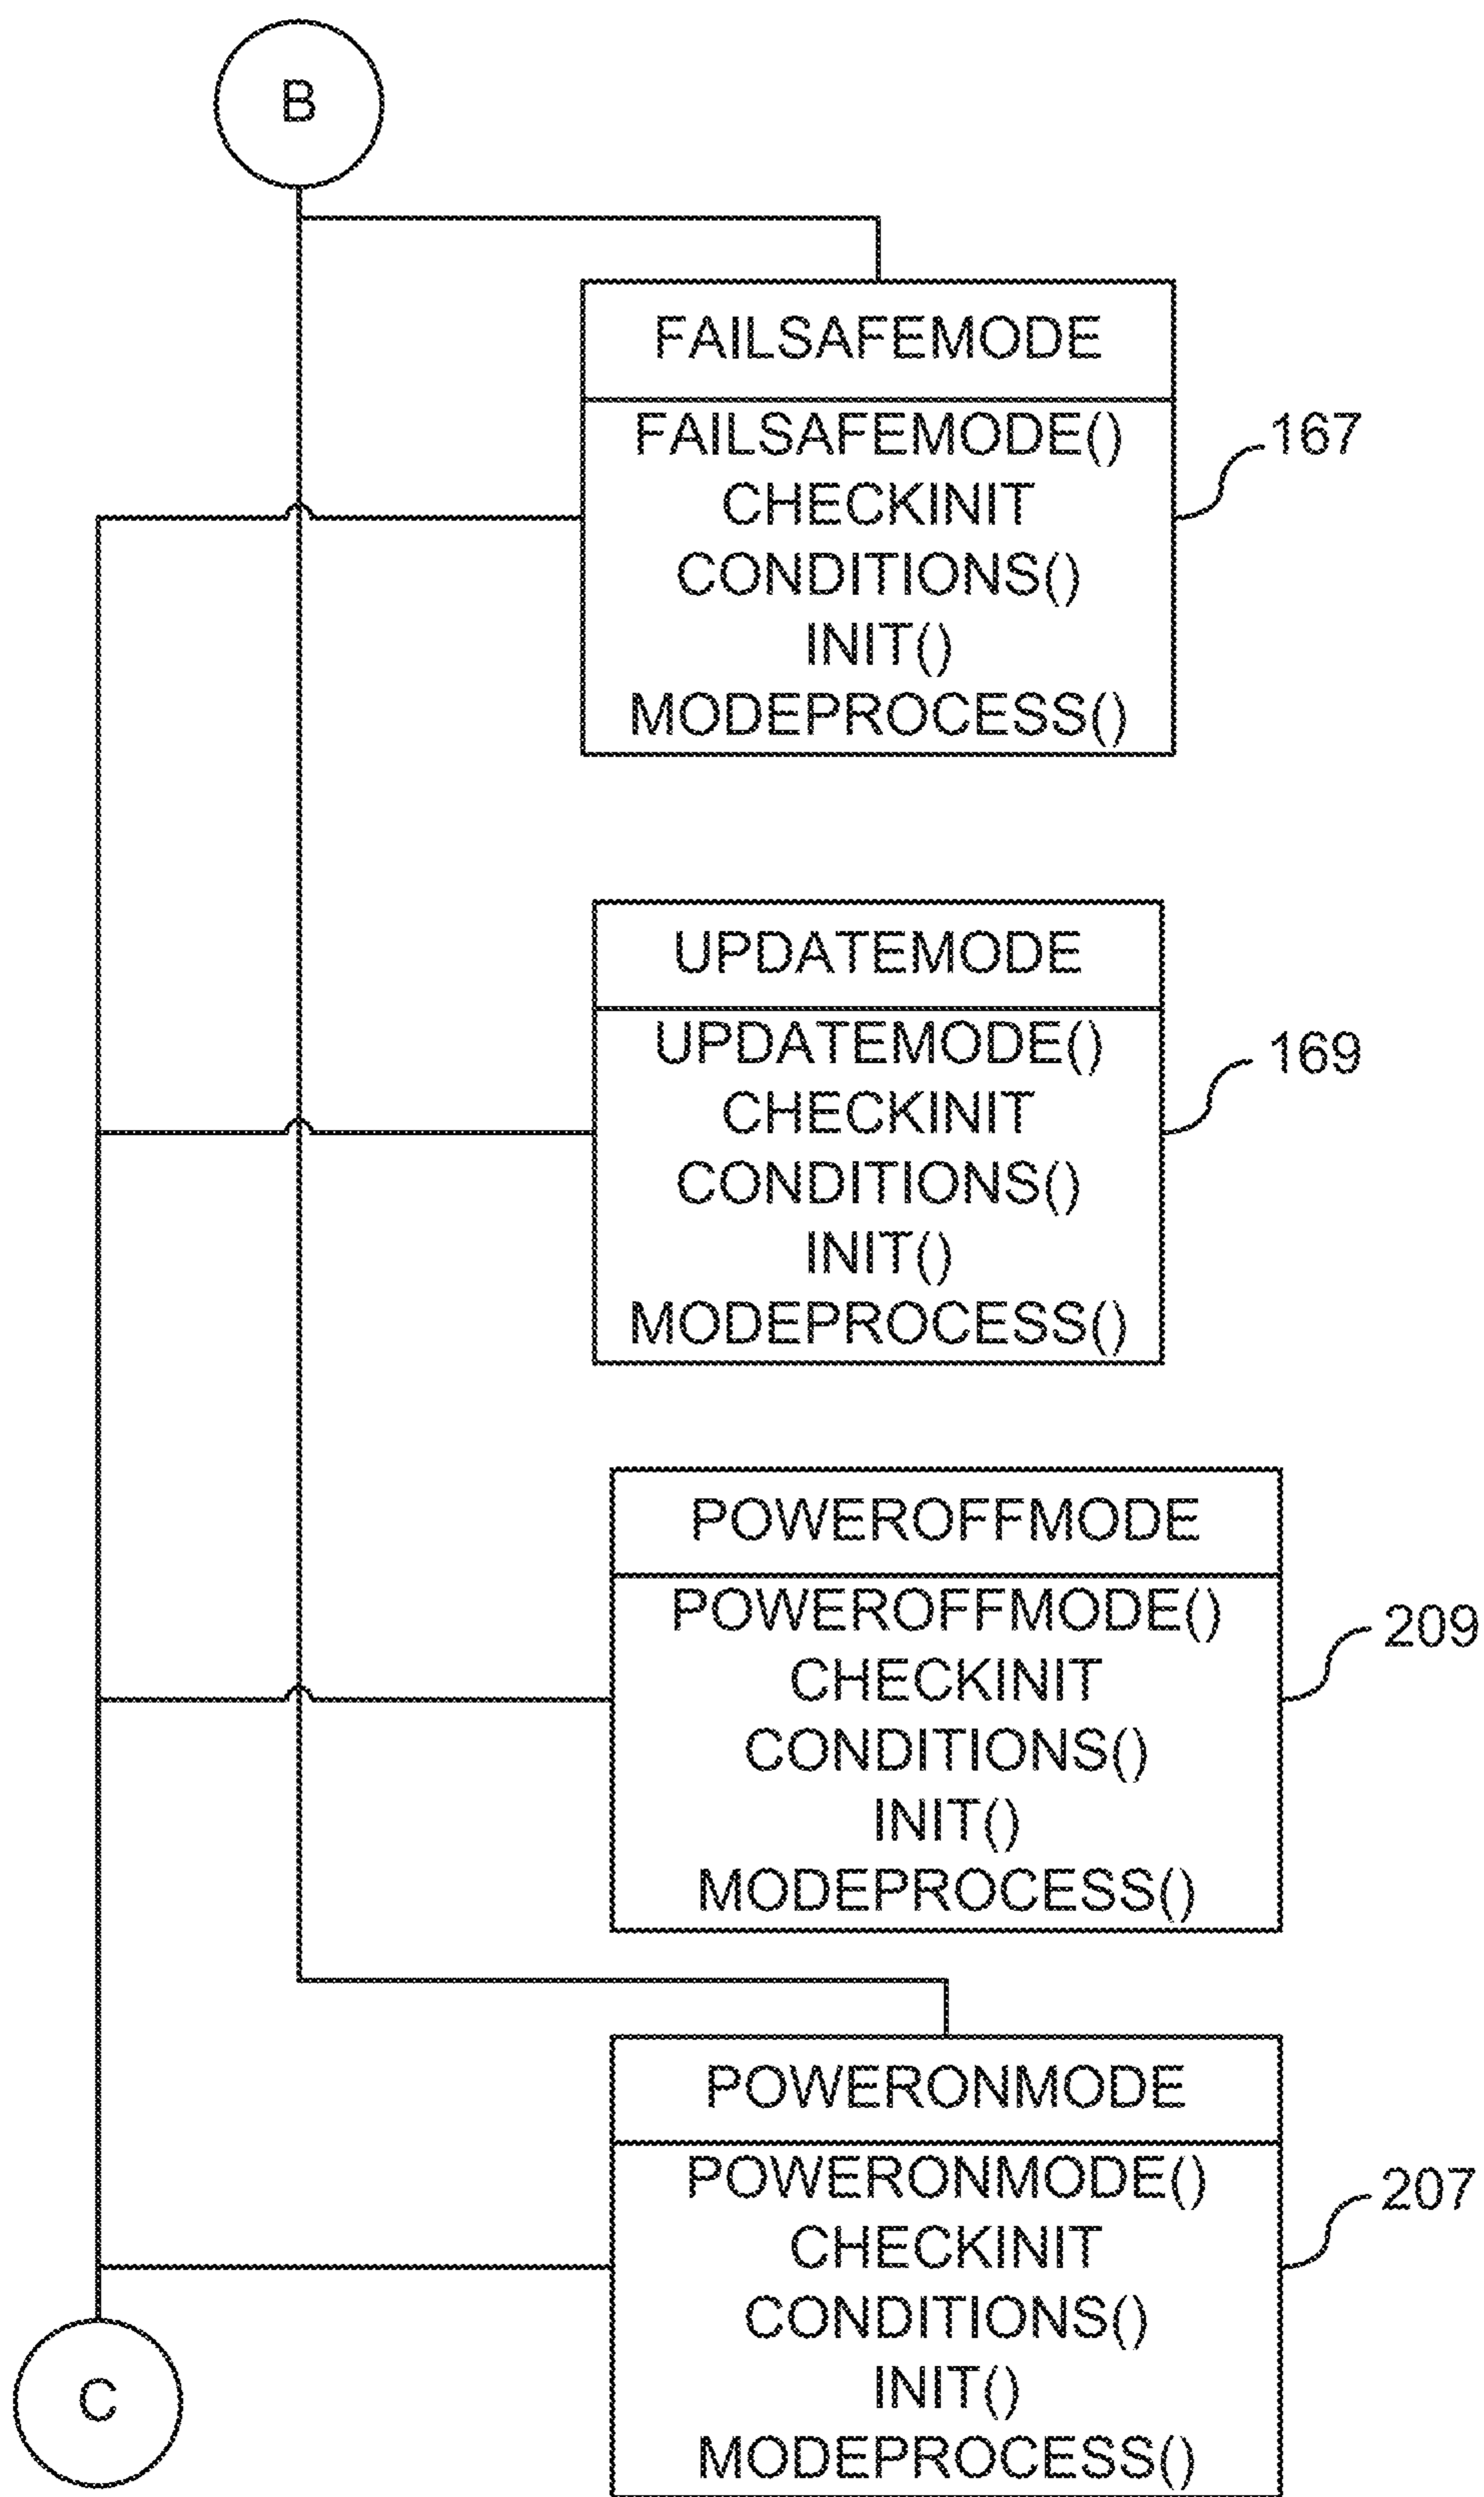 B
FAILSAFEMODE
FAILSAFEMODE()
CHECKINIT
CONDITIONS()
INIT()
MODEPROCESS()
167
UPDATEMODE
UPDATEMODE()
CHECKINIT
CONDITIONS()
INIT()
MODEPROCESS()
169
POWEROFFMODE
POWEROFFMODE()
CHECKINIT
CONDITIONS()
INIT()
MODEPROCESS()
209
POWERONMODE
POWERONMODE()
CHECKINIT
CONDITIONS()
INIT()
MODEPROCESS()
207
C